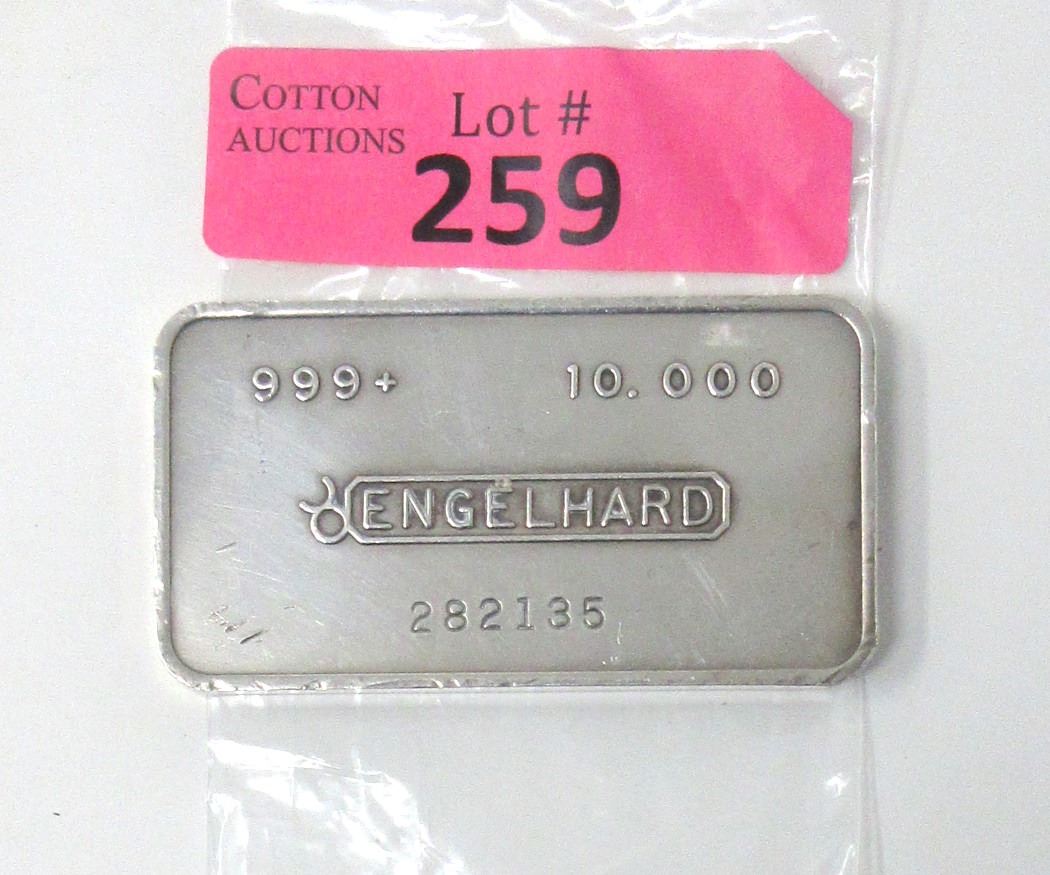 COTTON
AUCTIONS
Lot #
259
999+ 10.000
ENGELHARD
282135